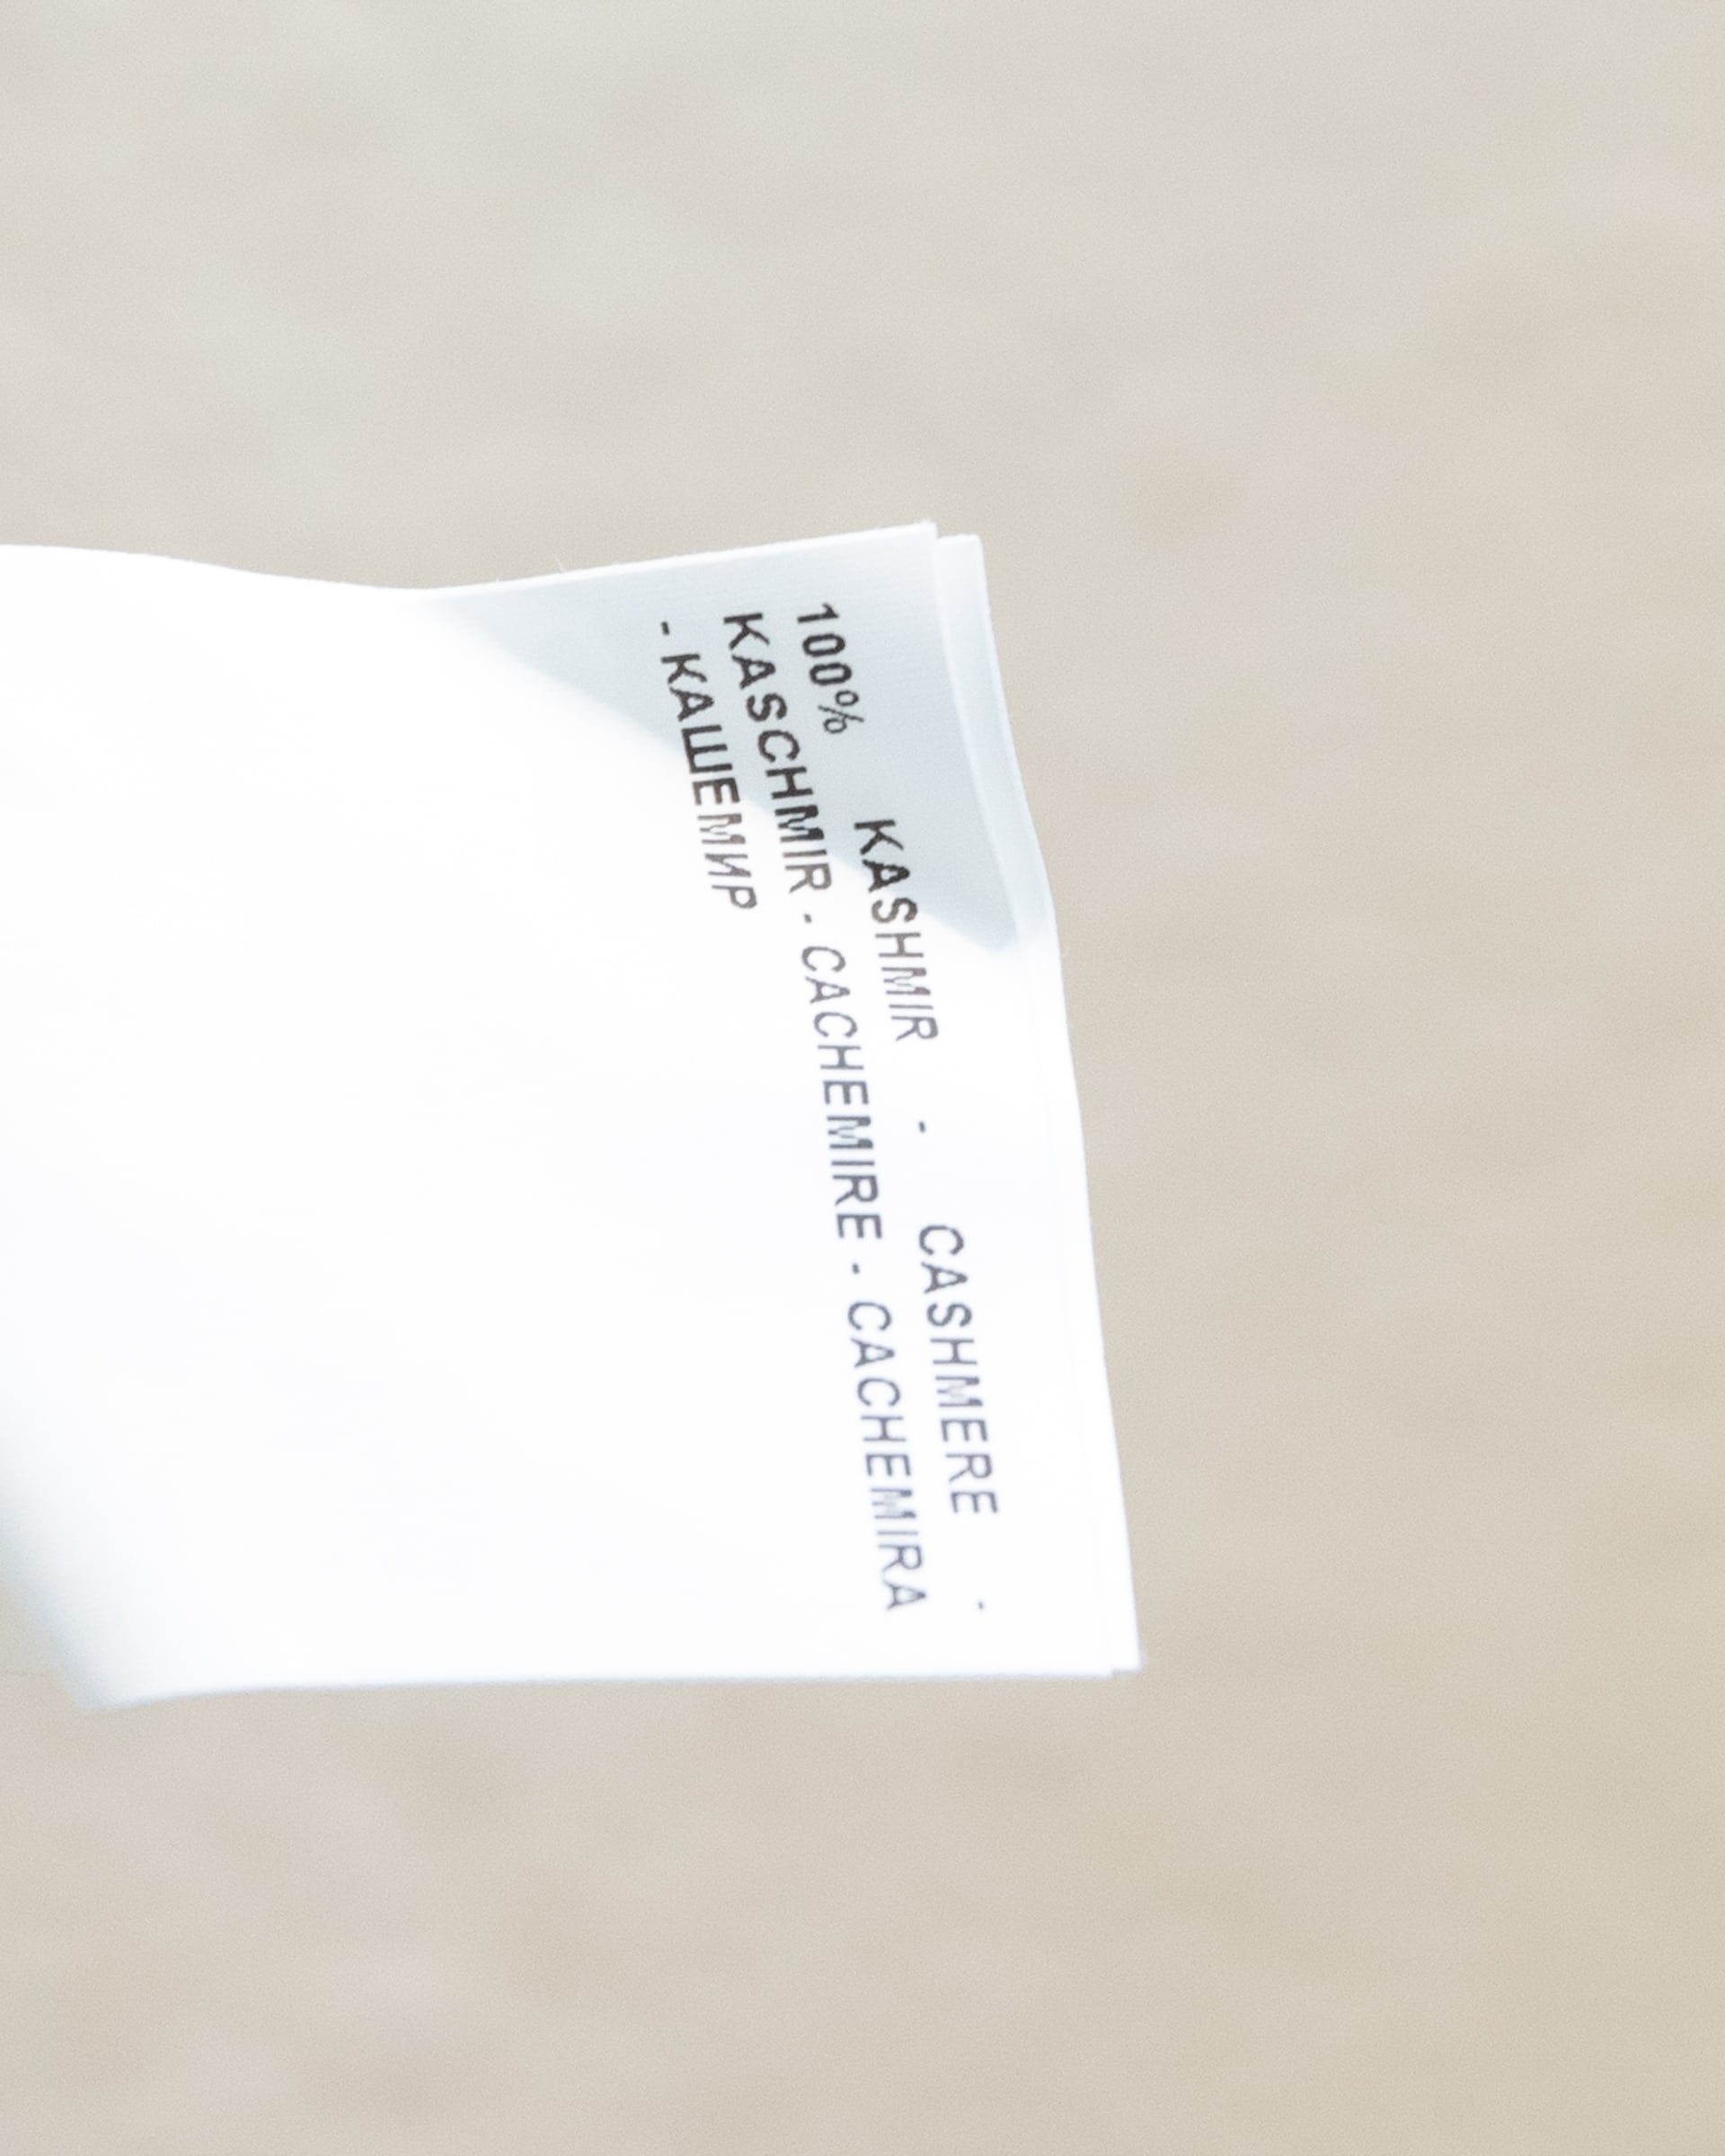 100% KASHMIR - CASHMERE -
KASCHMIR - CACHEMIRE - CACHEMIRA
- КАШЕМИР